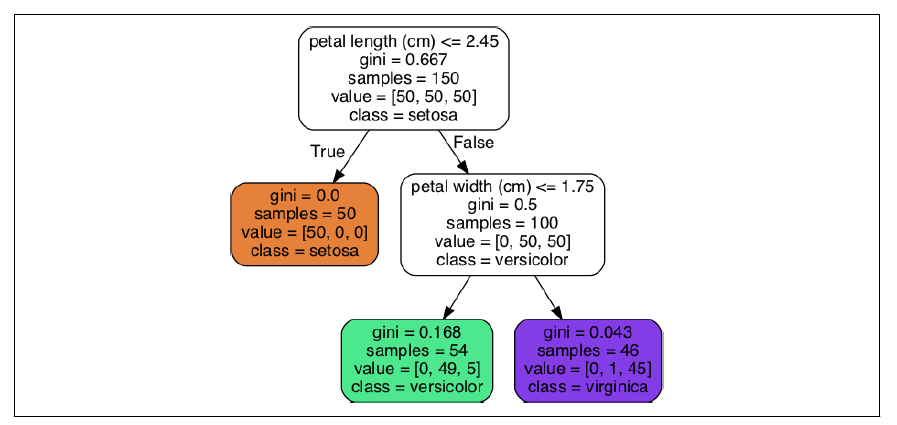 petal length (cm) <= 2.45
gini = 0.667
samples = 150
value = [50, 50, 50]
class = setosa
True
False
gini = 0.0
samples = 50
value = [50, 0, 0]
class = setosa
petal width (cm) <= 1.75
gini = 0.5
samples = 100
value = [0, 50, 50]
class = versicolor
gini = 0.168
samples = 54
value = [0, 49, 5]
class = versicolor
gini = 0.043
samples = 46
value = [0, 1, 45]
class = virginica